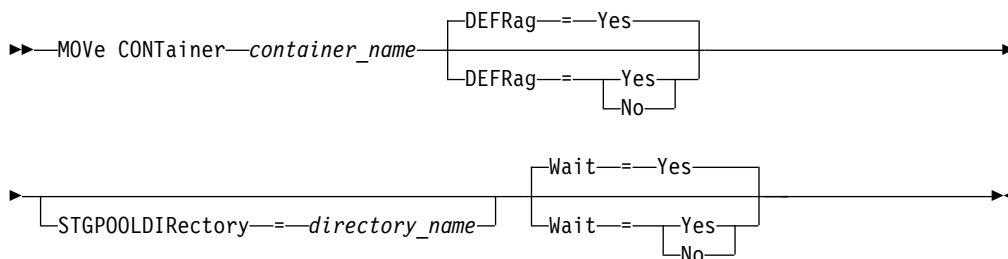 DEFRag = Yes
MOVe CONTainer container_name
DEFRag = Yes
No
Wait = Yes
STGPOOLDIRectory = directory_name
Wait = Yes
No